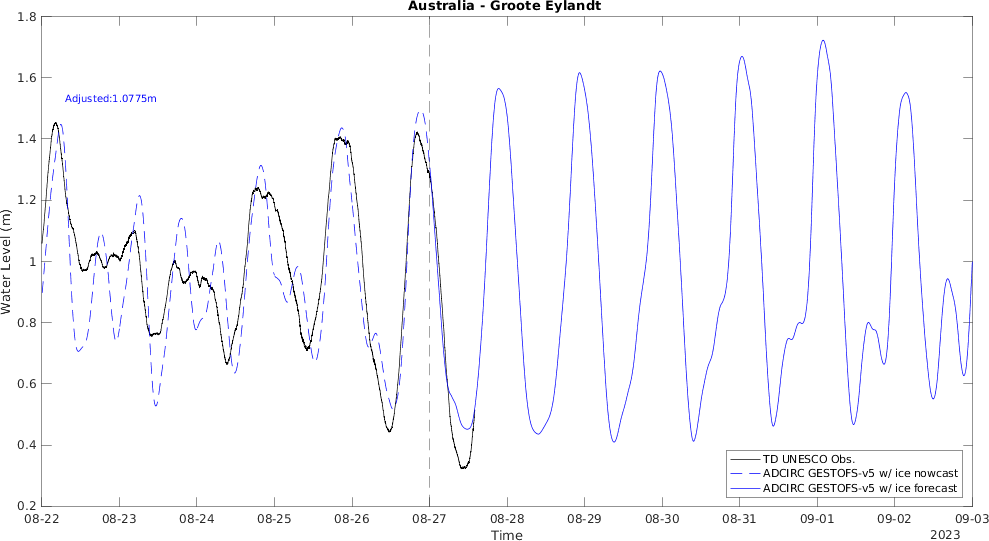 Australia - Groote Eylandt
1.8
1.6
1.4
1.2
1
0.8
0.6
0.4
0.2
Water Level (m)
Adjusted:1.0775m
TD UNESCO Obs.
ADCIRC GESTOFS-v5 w/ ice nowcast
ADCIRC GESTOFS-v5 w/ ice forecast
08-22 08-23 08-24 08-25 08-26 08-27 08-28 08-29 08-30 08-31 09-01 09-02 09-03
Time
2023